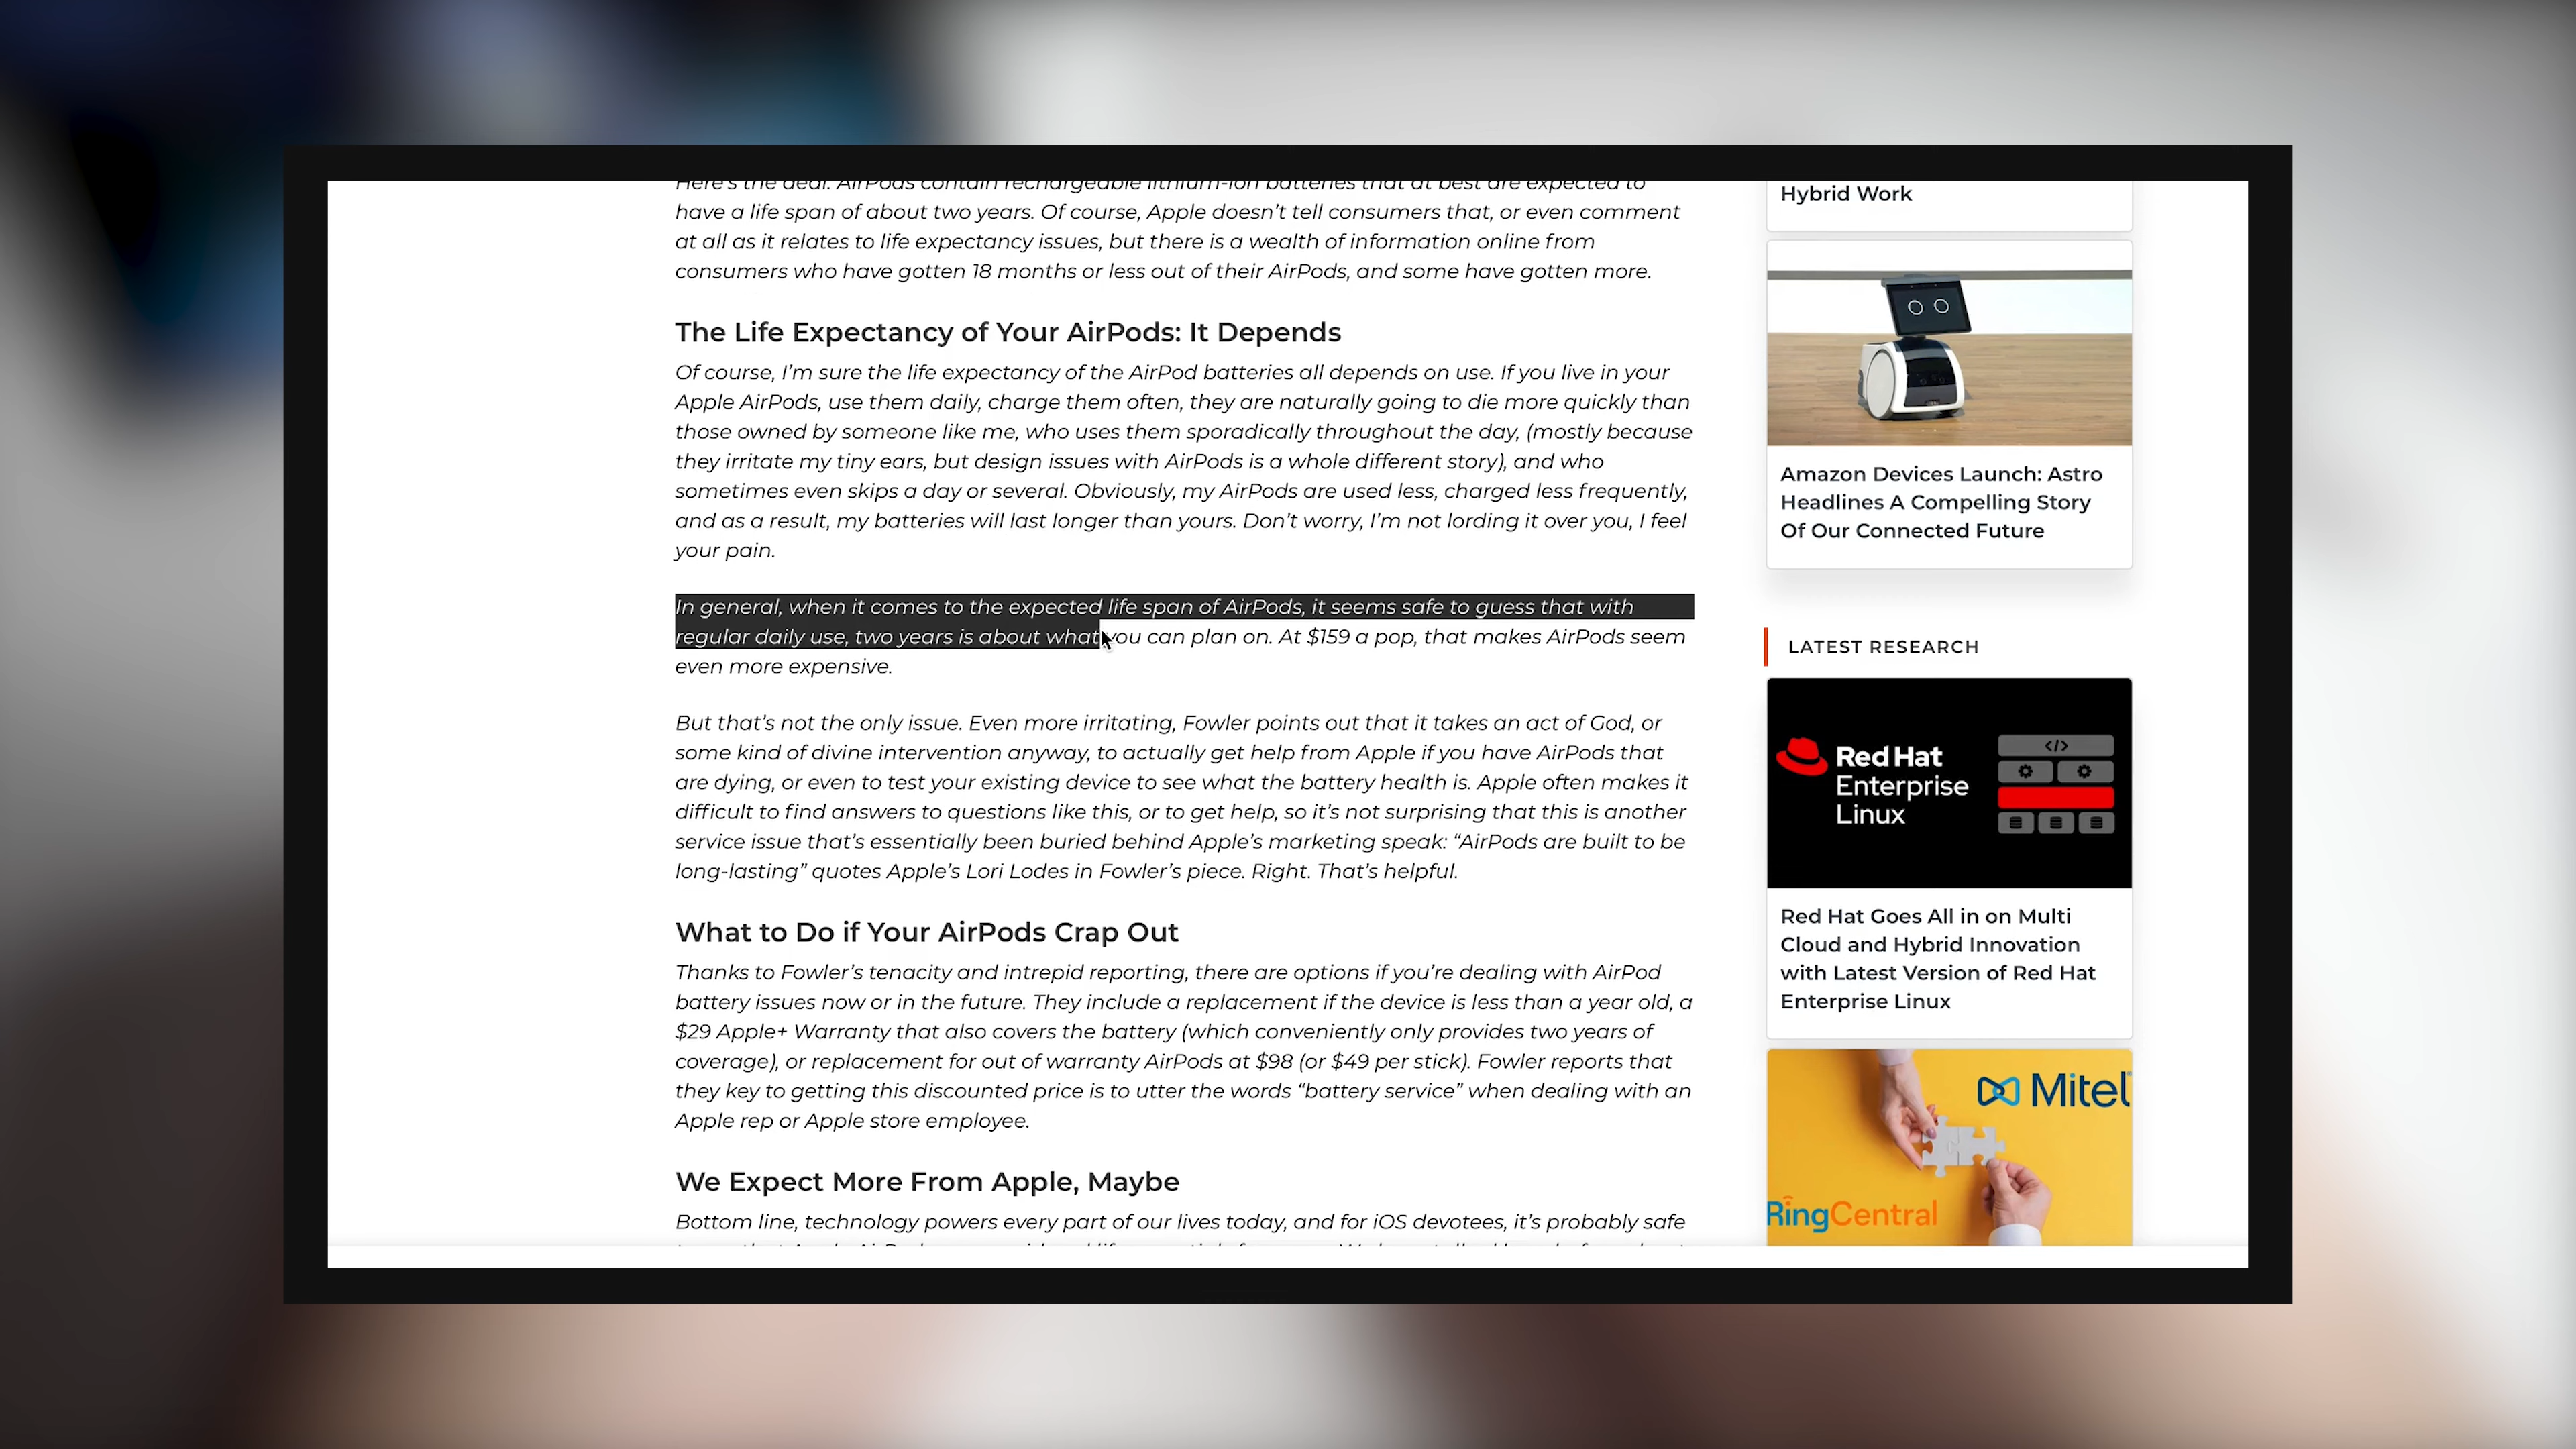 Here's the deal. AirPods contain rechargeable lithium-ion batteries that at best are expected to
have a life span of about two years. Of course, Apple doesn't tell consumers that, or even comment
at all as it relates to life expectancy issues, but there is a wealth of information online from
consumers who have gotten 18 months or less out of their AirPods, and some have gotten more.
The Life Expectancy of Your AirPods: It Depends
Of course, I'm sure the life expectancy of the AirPod batteries all depends on use. If you live in your
Apple AirPods, use them daily, charge them often, they are naturally going to die more quickly than
those owned by someone like me, who uses them sporadically throughout the day, (mostly because
they irritate my tiny ears, but design issues with AirPods is a whole different story), and who
sometimes even skips a day or several. Obviously, my AirPods are used less, charged less frequently,
and as a result, my batteries will last longer than yours. Don't worry, I'm not lording it over you, I feel
your pain.
In general, when it comes to the expected life span of AirPods, it seems safe to guess that with
regular daily use, two years is about what you can plan on. At $159 a pop, that makes AirPods seem
even more expensive.
But that's not the only issue. Even more irritating, Fowler points out that it takes an act of God, or
some kind of divine intervention anyway, to actually get help from Apple if you have AirPods that
are dying, or even to test your existing device to see what the battery health is. Apple often makes it
difficult to find answers to questions like this, or to get help, so it's not surprising that this is another
service issue that's essentially been buried behind Apple's marketing speak: “AirPods are built to be
long-lasting” quotes Apple's Lori Lodes in Fowler's piece. Right. That's helpful.
What to Do if Your AirPods Crap Out
Thanks to Fowler's tenacity and intrepid reporting, there are options if you're dealing with AirPod
battery issues now or in the future. They include a replacement if the device is less than a year old, a
$29 Apple+ Warranty that also covers the battery (which conveniently only provides two years of
coverage), or replacement for out of warranty AirPods at $98 (or $49 per stick). Fowler reports that
they key to getting this discounted price is to utter the words “battery service” when dealing with an
Apple rep or Apple store employee.
We Expect More From Apple, Maybe
Bottom line, technology powers every part of our lives today, and for iOS devotees, it's probably safe
Hybrid Work
Amazon Devices Launch: Astro
Headlines A Compelling Story
Of Our Connected Future
LATEST RESEARCH
Red Hat
Enterprise
Linux
</>
Red Hat Goes All in on Multi
Cloud and Hybrid Innovation
with Latest Version of Red Hat
Enterprise Linux
Mitel
RingCentral